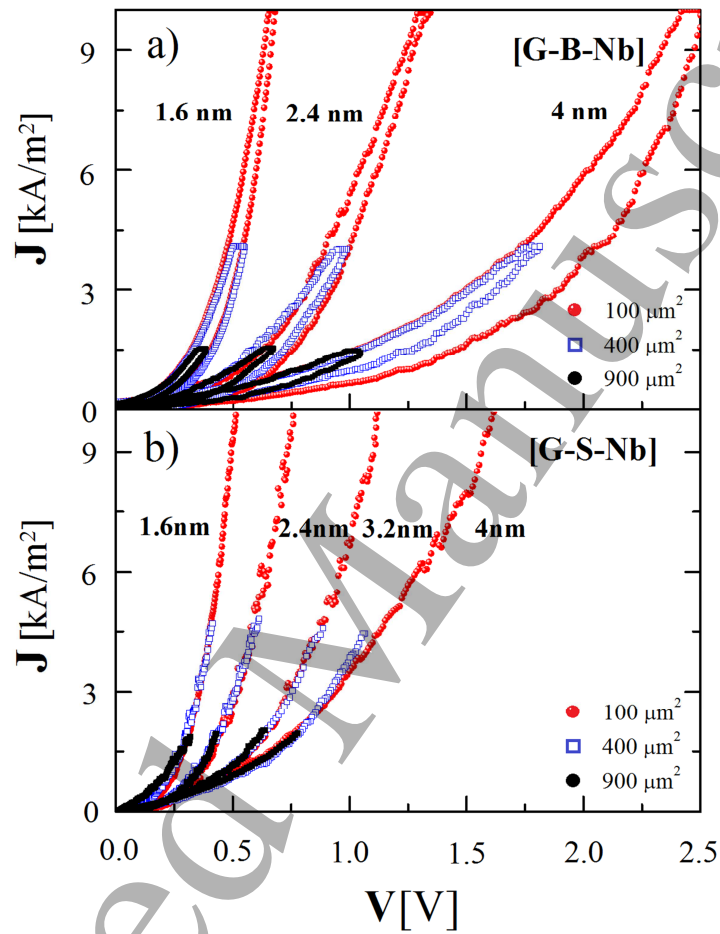 a)
[G-B-Nb]
1.6 nm
2.4 nm
4 nm
9
6
3
0
J [kA/m²]
100 μm²
400 μm²
900 μm²
b)
[G-S-Nb]
1.6nm
2.4nm
3.2nm
4nm
9
6
3
0
J [kA/m²]
100 μm²
400 μm²
900 μm²
0.0 0.5 1.0 1.5 2.0 2.5
V[V]
ed Manusc